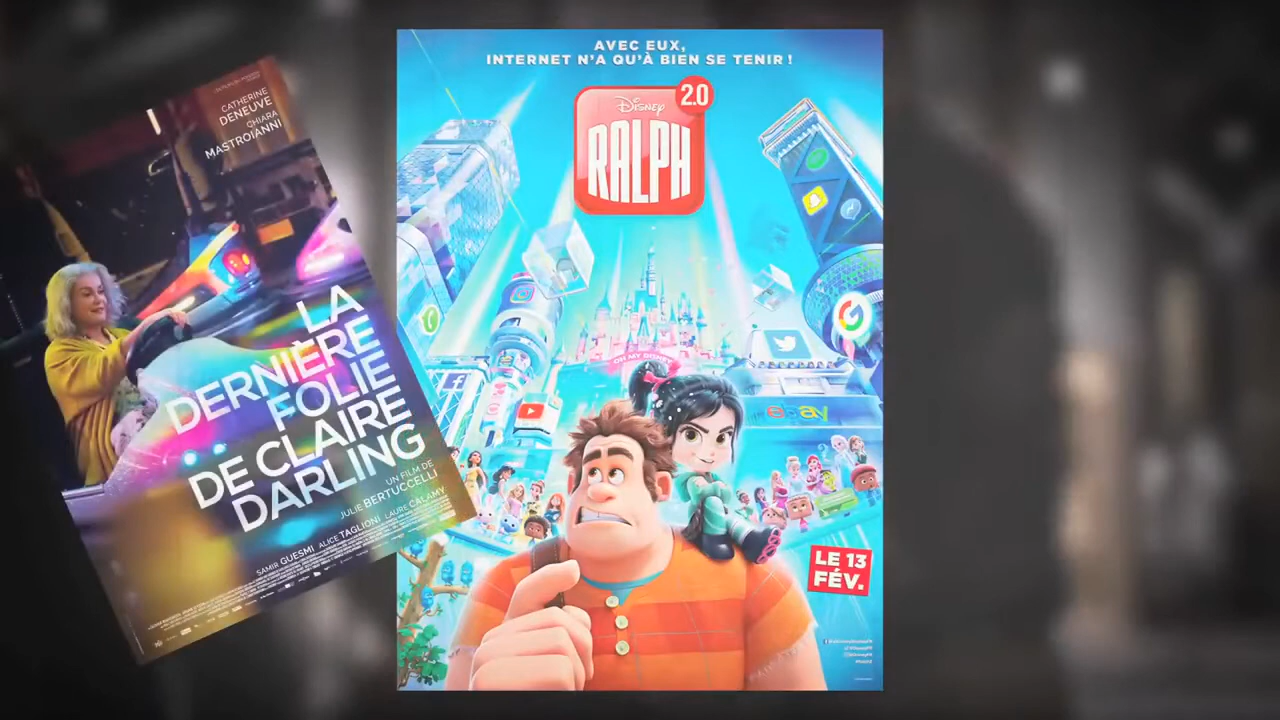 CATHERINE
DENEUVE
CHIARA
MASTROIANNI
LA
DERNIÈRE
FOLIE
DE CLAIRE
DARLING
UN FILM DE
JULIE BERTUCCELLI
SAMIR GUESMI ALICE TAGLIONI LAURE CALAMY
AVEC EUX,
INTERNET N'A QU'À BIEN SE TENIR !
Disney
RALPH
2.0
OH MY DISNEY
ebay
LE 13
FÉV.